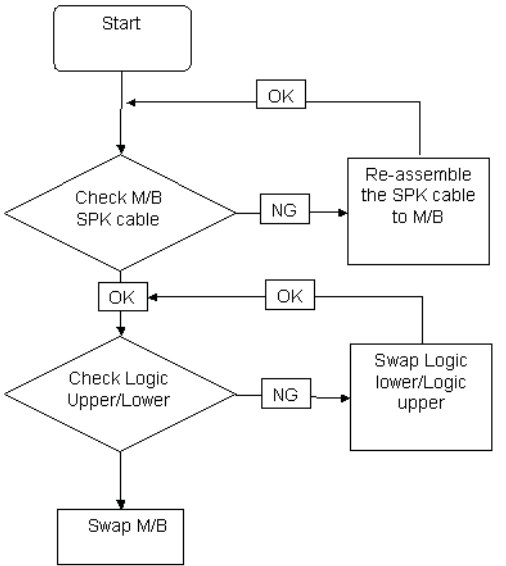 Start
OK
Check M/B
SPK cable
NG
Re-assemble
the SPK cable
to M/B
OK
OK
Check Logic
Upper/Lower
NG
Swap Logic
lower/Logic
upper
Swap M/B